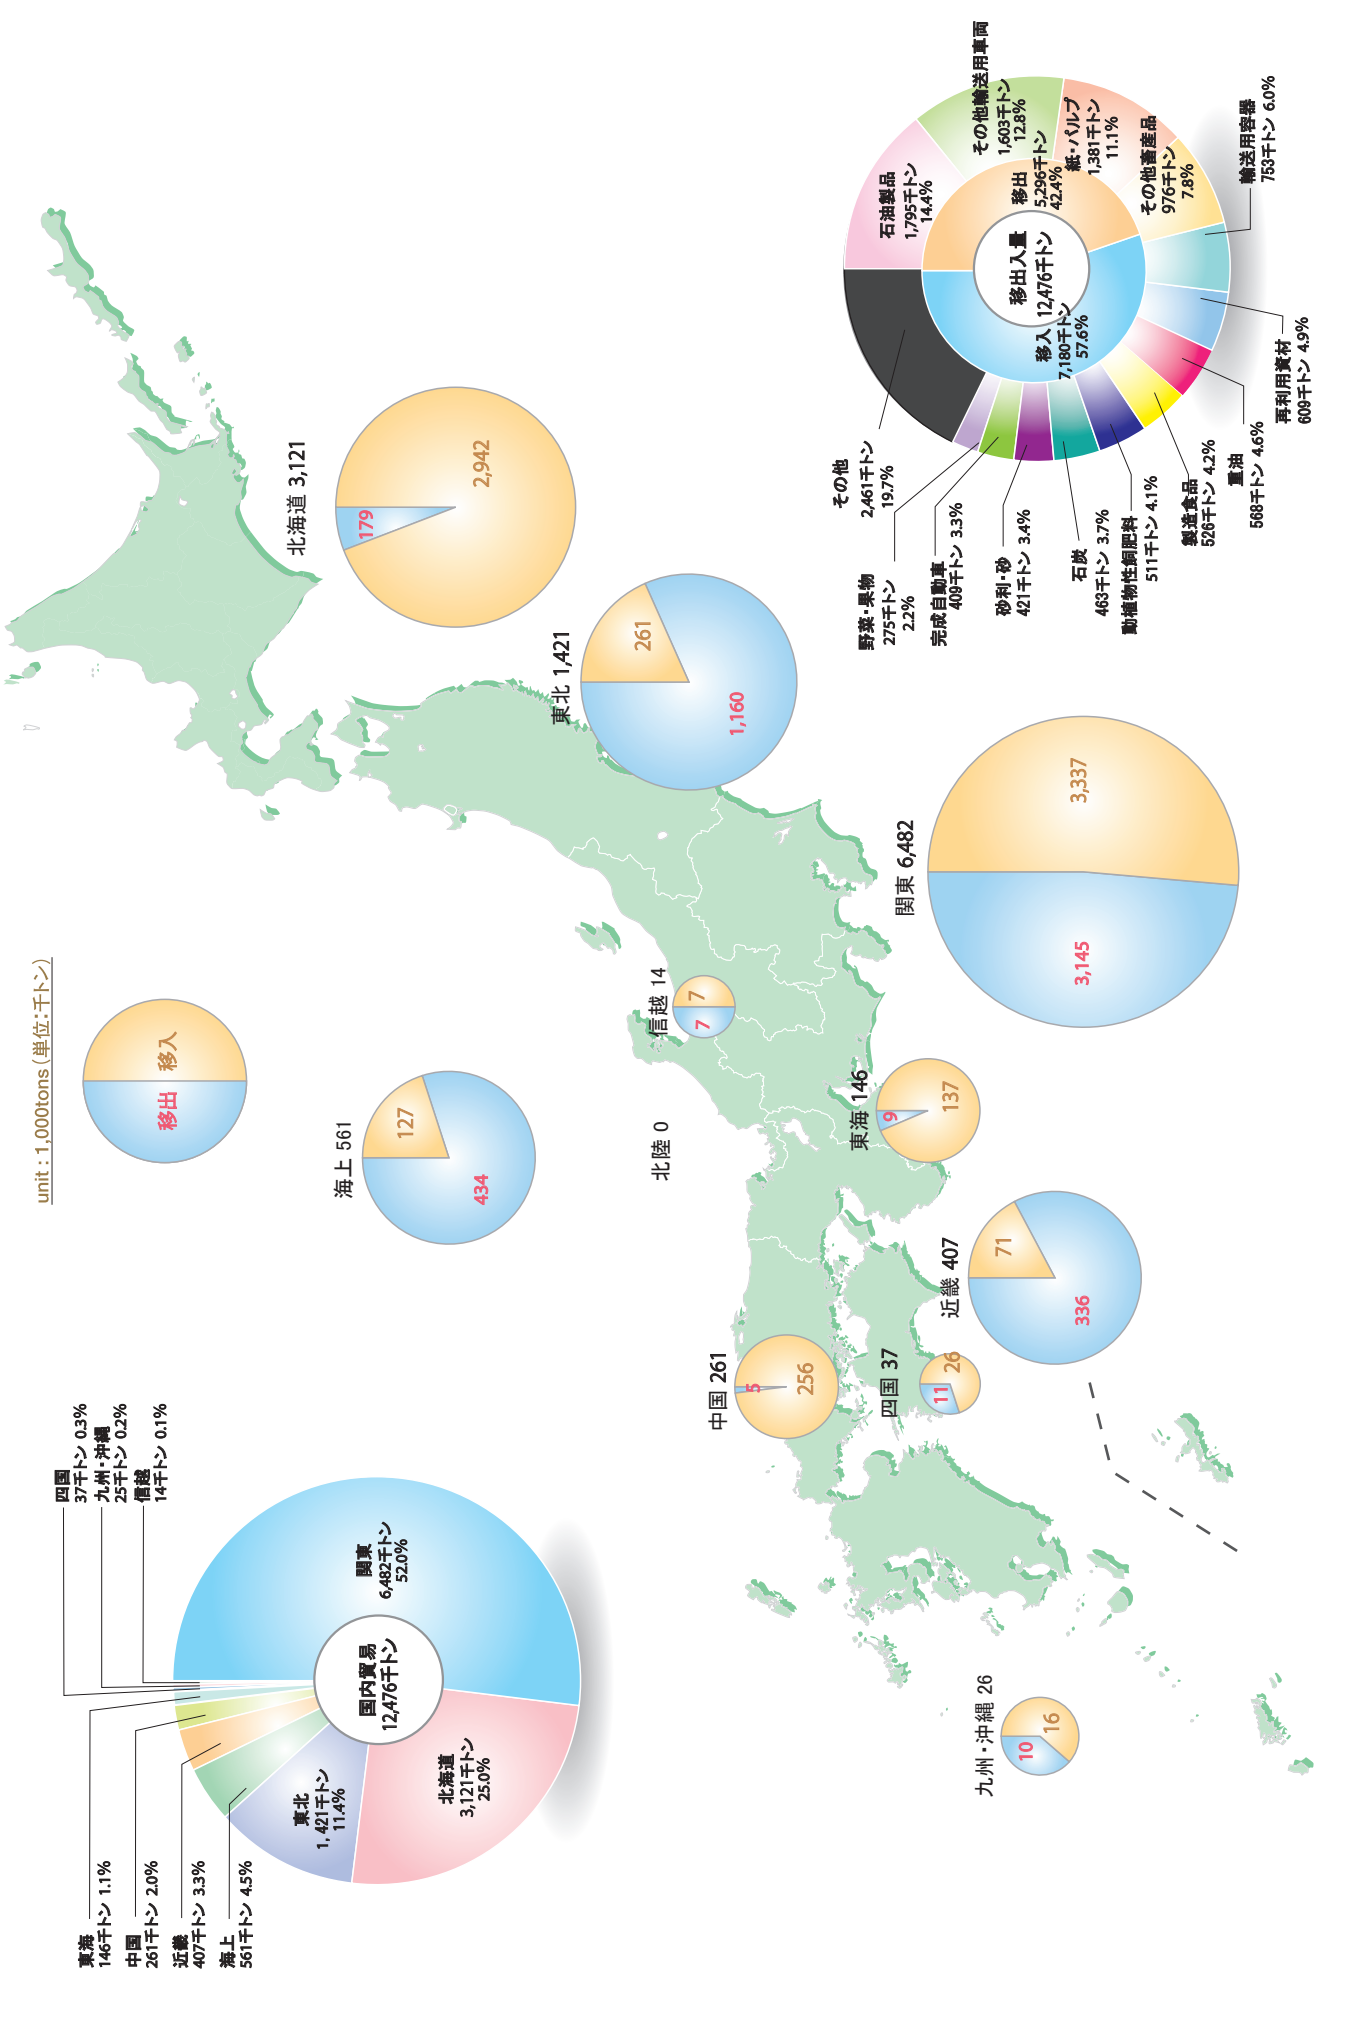 unit : 1,000tons (単位:千トン)
移出
移入
海上 561
434
127
北陸 0
信越 14
7
7
北海道 3,121
179
2,942
東北 1,421
1,160
261
関東 6,482
3,145
3,337
東海 146
9
137
近畿 407
336
71
中国 261
5
256
四国 37
11
26
九州・沖縄 26
10
16
国内貿易
12,476千トン
関東
6,482千トン
52.0%
北海道
3,121千トン
25.0%
東北
1,421千トン
11.4%
海上
561千トン 4.5%
近畿
407千トン 3.3%
中国
261千トン 2.0%
東海
146千トン 1.1%
四国
37千トン 0.3%
九州・沖縄
25千トン 0.2%
信越
14千トン 0.1%
移出入量
12,476千トン
移出
5,296千トン
42.4%
移入
7,180千トン
57.6%
石油製品
1,795千トン
14.4%
その他輸送用車両
1,603千トン
12.8%
紙・パルプ
1,381千トン
11.1%
その他畜産品
976千トン
7.8%
輸送用容器
753千トン 6.0%
再利用資材
609千トン 4.9%
重油
568千トン 4.6%
製造食品
526千トン 4.2%
動植物性飼肥料
511千トン 4.1%
石炭
463千トン 3.7%
砂利・砂
421千トン 3.4%
完成自動車
409千トン 3.3%
野菜・果物
275千トン
2.2%
その他
2,461千トン
19.7%